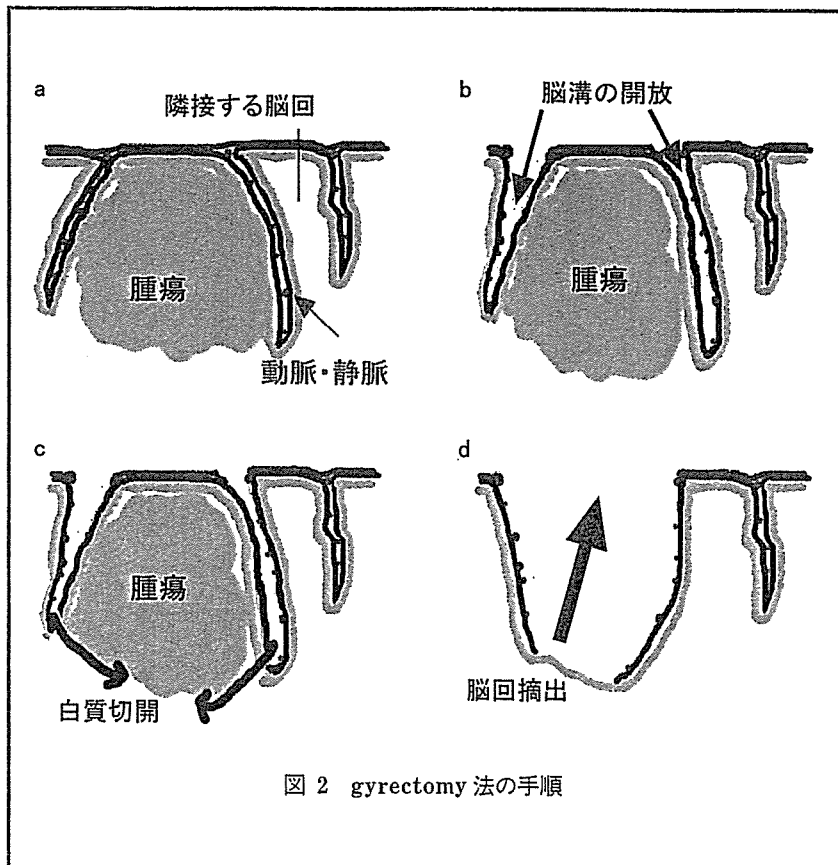 a
隣接する脳回
腫瘍
動脈・静脈
b
脳溝の開放
腫瘍
c
腫瘍
白質切開
d
脳回摘出
図 2 gyrectomy 法の手順